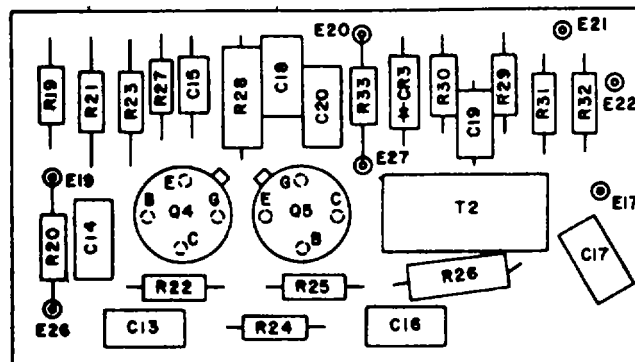 E20
E21
R19
R21
R23
R27
C15
R28
C18
C20
R33
*CR3
R30
C19
R29
R31
R32
E22
E27
E19
E
B
G
Q4
C
G
E
C
Q5
B
T2
E17
R20
C14
C17
R22
R25
R26
E26
C13
R24
C16